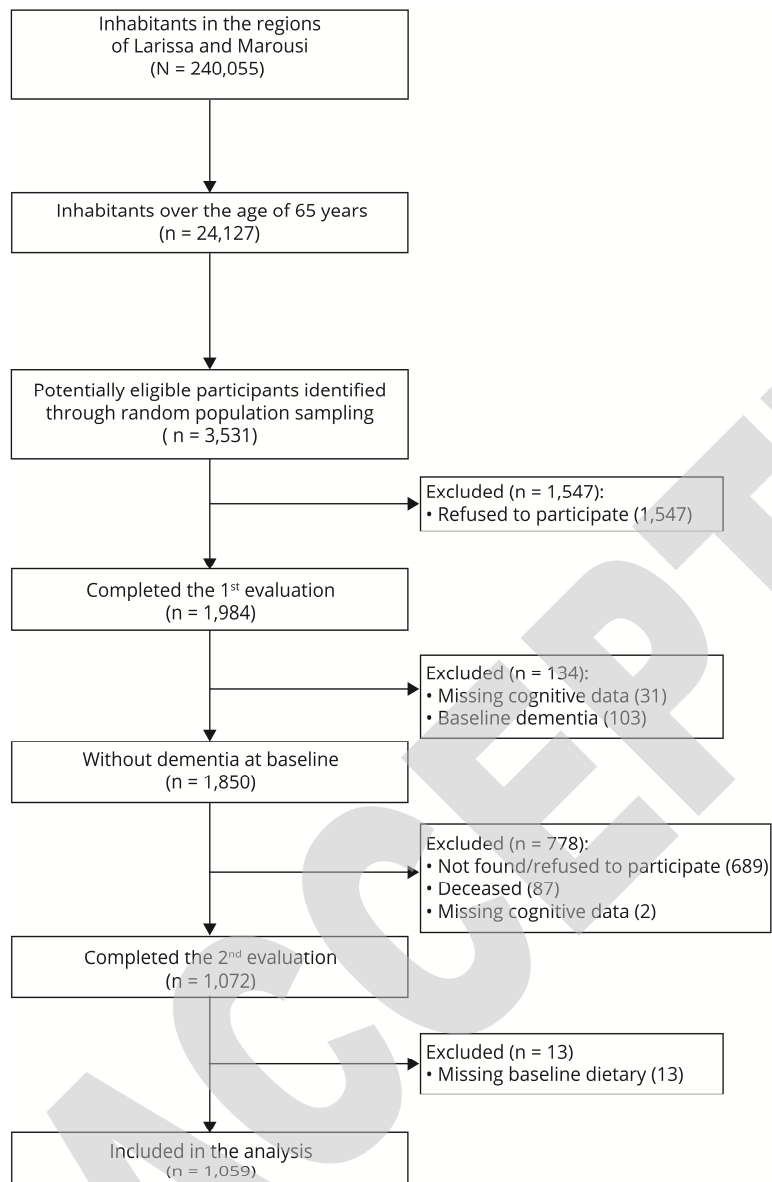 Inhabitants in the regions
of Larissa and Marousi
(N = 240,055)
Inhabitants over the age of 65 years
(n = 24,127)
Potentially eligible participants identified
through random population sampling
( n = 3,531)
Excluded (n = 1,547):
• Refused to participate (1,547)
Completed the 1st evaluation
(n = 1,984)
Excluded (n = 134):
• Missing cognitive data (31)
• Baseline dementia (103)
Without dementia at baseline
(n = 1,850)
Excluded (n = 778):
• Not found/refused to participate (689)
• Deceased (87)
• Missing cognitive data (2)
Completed the 2nd evaluation
(n = 1,072)
Excluded (n = 13)
• Missing baseline dietary (13)
Included in the analysis
(n = 1,059)
ACCEPT